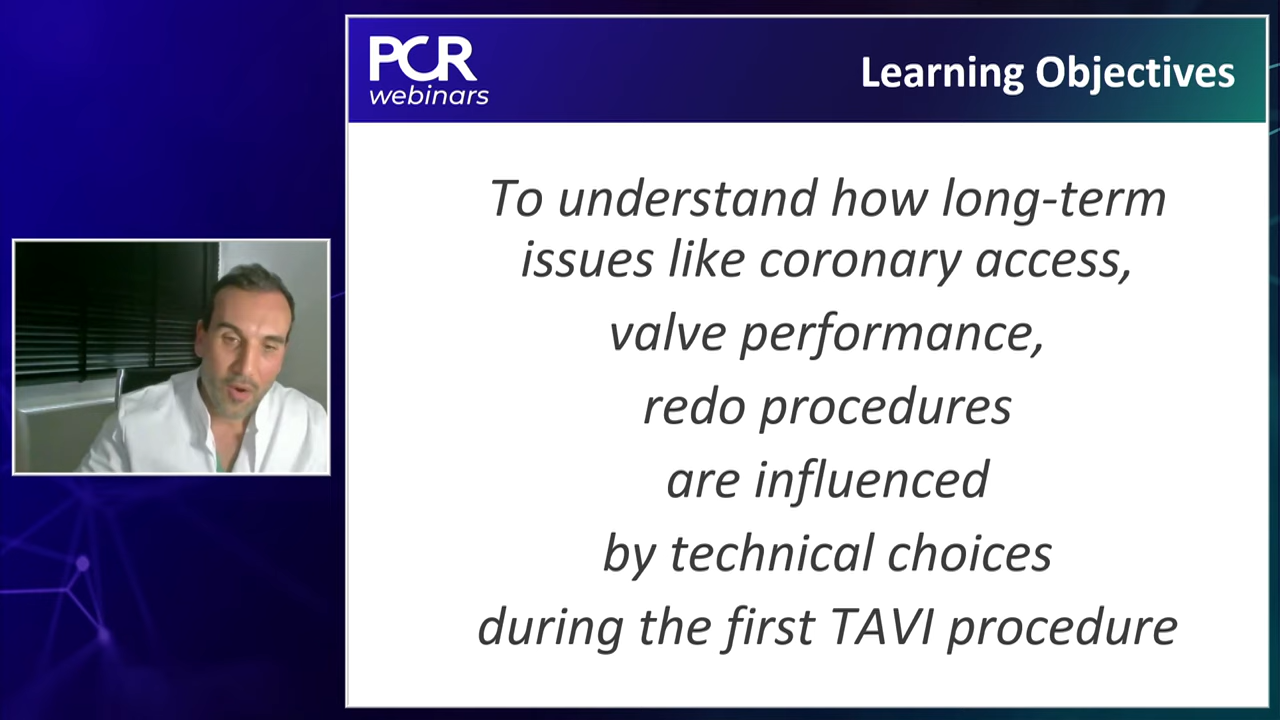 PCR
webinars
Learning Objectives
To understand how long-term
issues like coronary access,
valve performance,
redo procedures
are influenced
by technical choices
during the first TAVI procedure